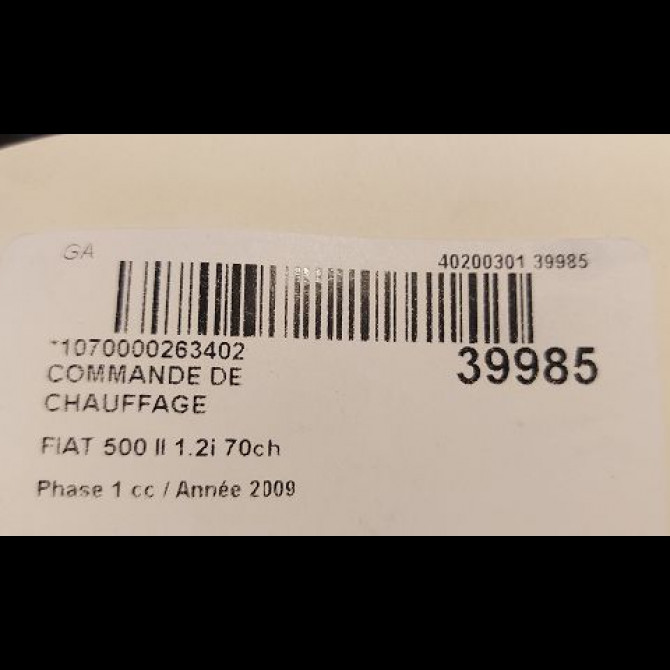 GA
40200301 39985
*1070000263402
39985
COMMANDE DE
CHAUFFAGE
FIAT 500 II 1.2i 70ch
Phase 1 cc / Année 2009